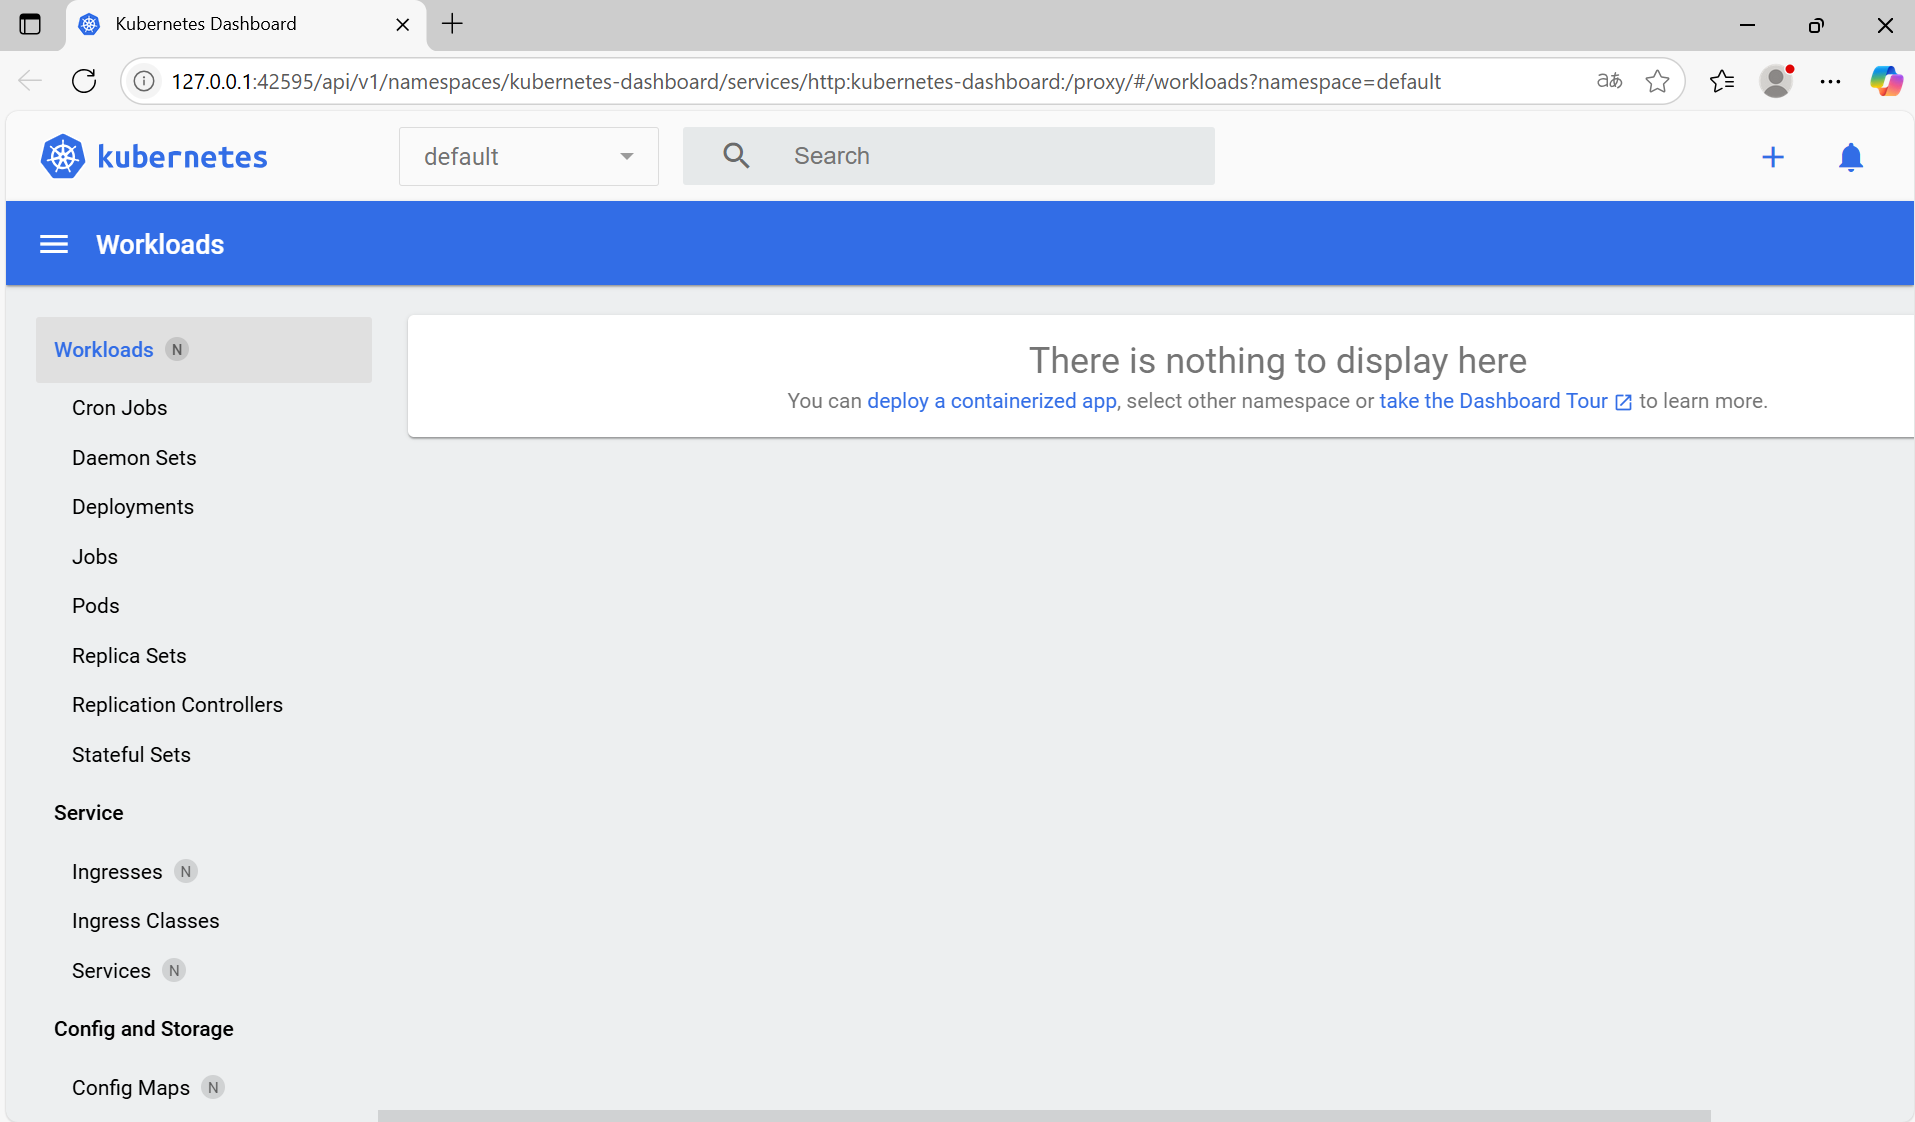 Kubernetes Dashboard
127.0.0.1:42595/api/v1/namespaces/kubernetes-dashboard/services/http:kubernetes-dashboard:/proxy/#/workloads?namespace=default
aあ
kubernetes
default
Search
Workloads
Workloads N
Cron Jobs
Daemon Sets
Deployments
Jobs
Pods
Replica Sets
Replication Controllers
Stateful Sets
Service
Ingresses N
Ingress Classes
Services N
Config and Storage
Config Maps N
There is nothing to display here
You can deploy a containerized app, select other namespace or take the Dashboard Tour to learn more.